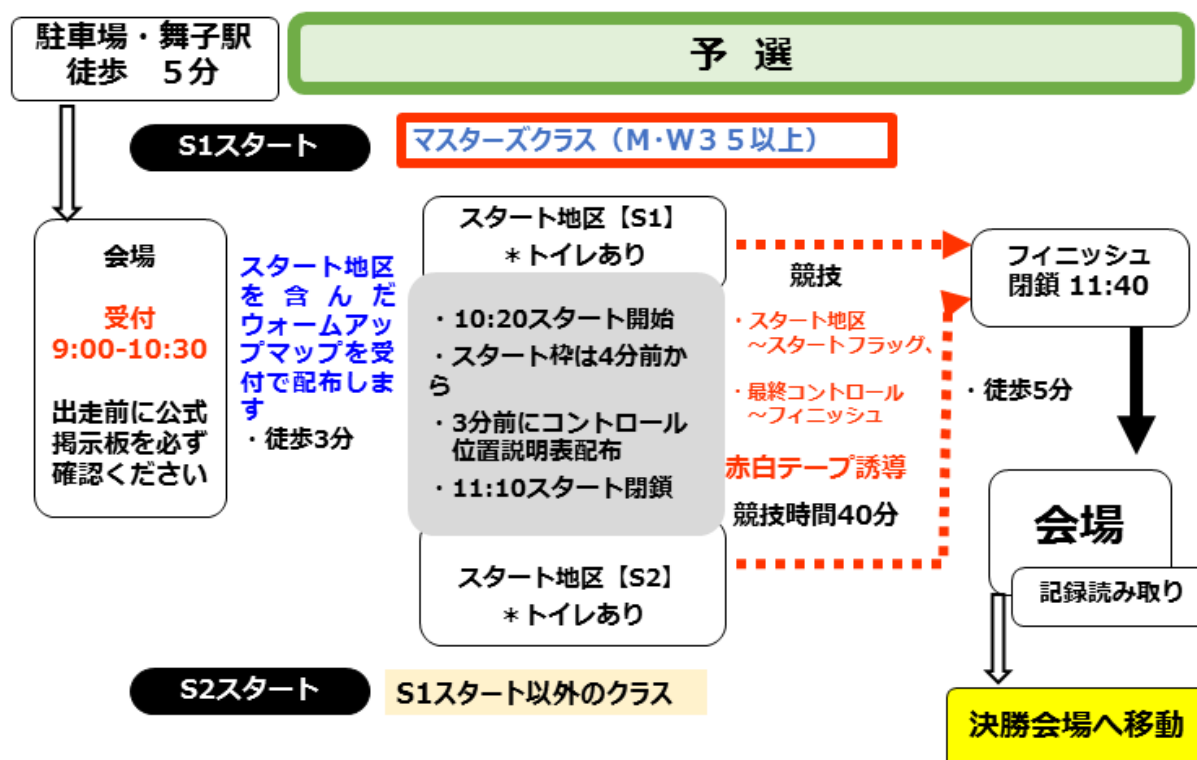 駐車場・舞子駅
徒歩　5分
予 選
S1スタート
マスターズクラス（M･W３５以上）
会場
受付
9:00-10:30
出走前に公式
掲示板を必ず
確認ください
スタート地区
を含んだ
ウォームアッ
プマップを受
付で配布しま
す
・徒歩3分
スタート地区【S1】
＊トイレあり
・10:20スタート開始
・スタート枠は4分前か
ら
・3分前にコントロール
位置説明表配布
・11:10スタート閉鎖
スタート地区【S2】
＊トイレあり
競技
・スタート地区
～スタートフラッグ、
・最終コントロール
～フィニッシュ
赤白テープ誘導
競技時間40分
フィニッシュ
閉鎖 11:40
・徒歩5分
会場
記録読み取り
決勝会場へ移動
S2スタート
S1スタート以外のクラス